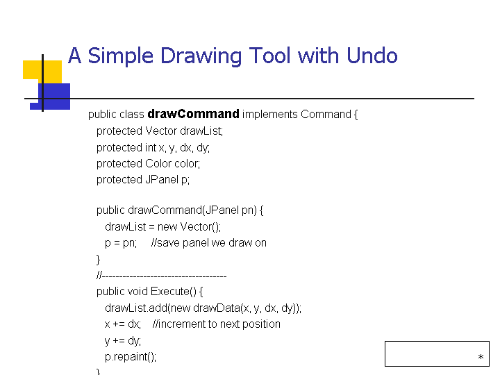 A Simple Drawing Tool with Undo
public class drawCommand implements Command {
protected Vector drawList;
protected int x, y, dx, dy;
protected Color color;
protected JPanel p;
public drawCommand(JPanel pn) {
drawList = new Vector();
p = pn; //save panel we draw on
}
//-----------------------------------
public void Execute() {
drawList.add(new drawData(x, y, dx, dy));
x += dx; //increment to next position
y += dy;
p.repaint();
}
*